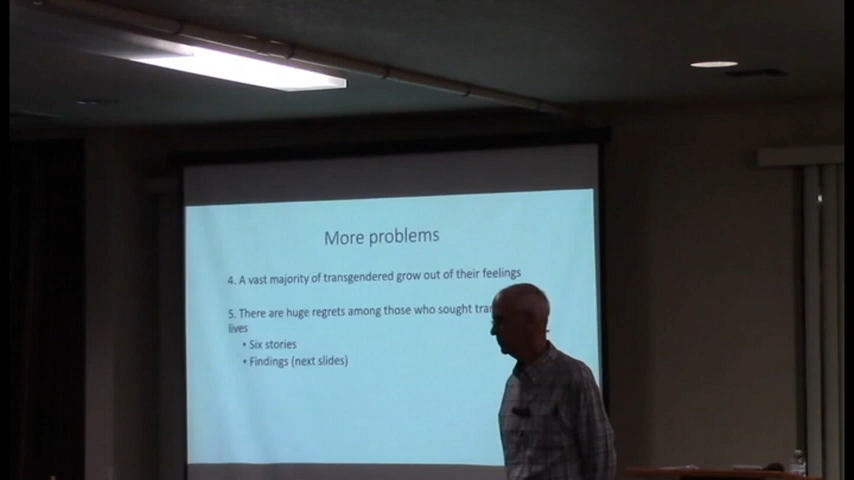 More problems
4. A vast majority of transgendered grow out of their feelings
5. There are huge regrets among those who sought
lives
• Six stories
• Findings (next slides)